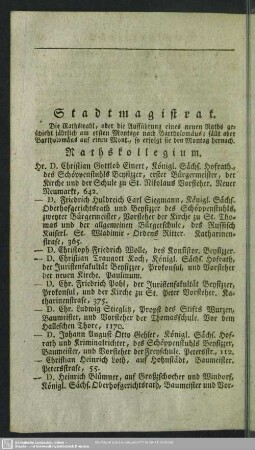 Stadtmagistrat.
Die Rathswahl, oder die Aufführung eines neuen Raths ge-
schieht jährlich am ersten Montage nach Bartholomäus; fällt aber
Bartholomäus auf einen Mont., so erfolgt sie den Montag hernach.
Rathskollegium.
Hr. D. Christian Gottlob Einert, Königl. Sächs. Hofrath,
des Schöppenstuhls Beysitzer, erster Bürgermeister, der
Kirche und der Schule zu St. Nikolaus Vorsteher. Neuer
Neumarkt, 642.
— D. Friedrich Huldreich Carl Siegmann, Königl. Sächs.
Oberhofgerichtsrath und Beysitzer des Schöppenstuhls,
zweyter Bürgermeister, Vorsteher der Kirche zu St. Tho-
mas und der allgemeinen Bürgerschule, des Russisch
Kaiserl. St. Wladimir - Ordens Ritter. Katharinen-
straße, 365.
— D. Christoph Friedrich Wolle, des Konsistor. Beysitzer.
— D. Christian Traugott Koch, Königl. Sächs. Hofrath,
der Juristenfakultät Beysitzer, Prokonsul, und Vorsteher
der neuen Kirche. Paulinum.
— D. Chr. Friedrich Pohl, der Juristenfakultät Beysitzer,
Prokonsul, und der Kirche zu St. Peter Vorsteher. Ka-
tharinenstraße, 375.
— D. Chr. Ludwig Stieglitz, Propst des Stifts Wurzen,
Baumeister, und Vorsteher der Thomasschule. Vor dem
Halleschen Thore, 1170.
— D. Johann August Otto Gehler, Königl. Sächs. Hof-
rath und Kriminalrichter, des Schöppenstuhls Beysitzer,
Baumeister, und Vorsteher der Freyschule. Petersstr., 112.
— Christian Heinrich Loth, auf Hohnstädt, Baumeister.
Petersstraße, 55.
— D. Heinrich Blümner, auf Großzschocher und Windorf,
Königl. Sächs. Oberhofgerichtsrath, Baumeister und Vor-